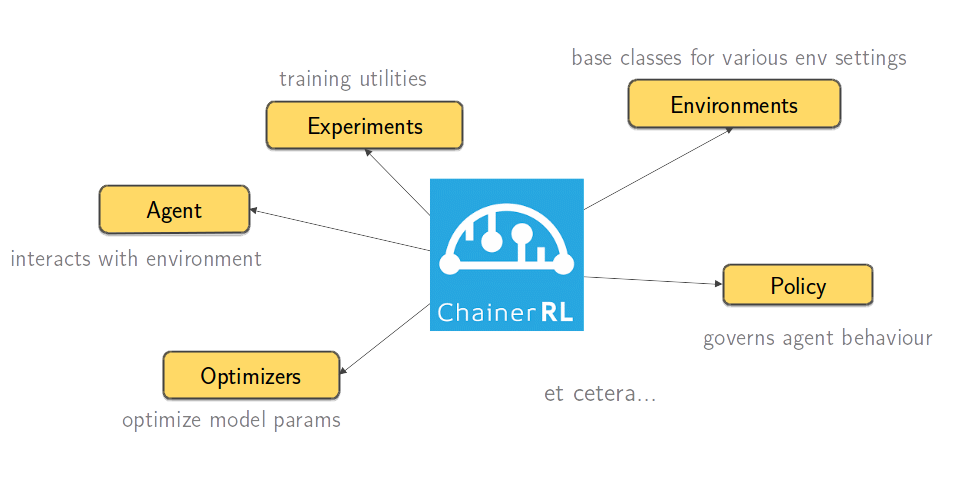 base classes for various env settings
training utilities
Environments
Experiments
Agent
interacts with environment
Policy
ChainerRL
governs agent behaviour
Optimizers
et cetera...
optimize model params